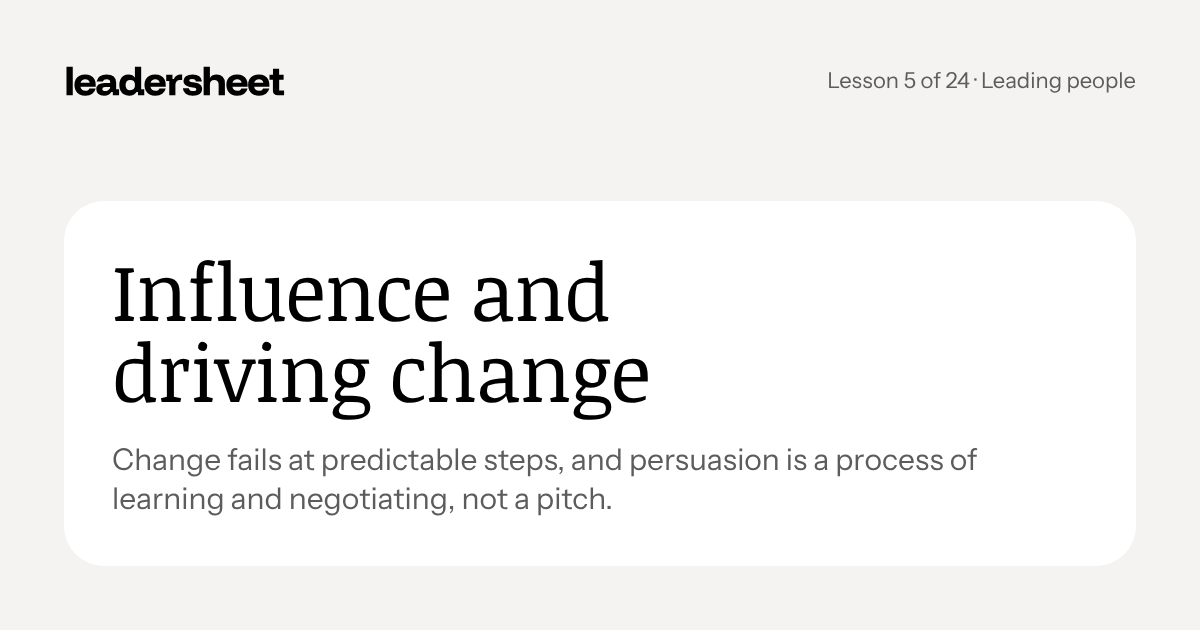 leadersheet
Lesson 5 of 24 · Leading people
Influence and
driving change
Change fails at predictable steps, and persuasion is a process of
learning and negotiating, not a pitch.